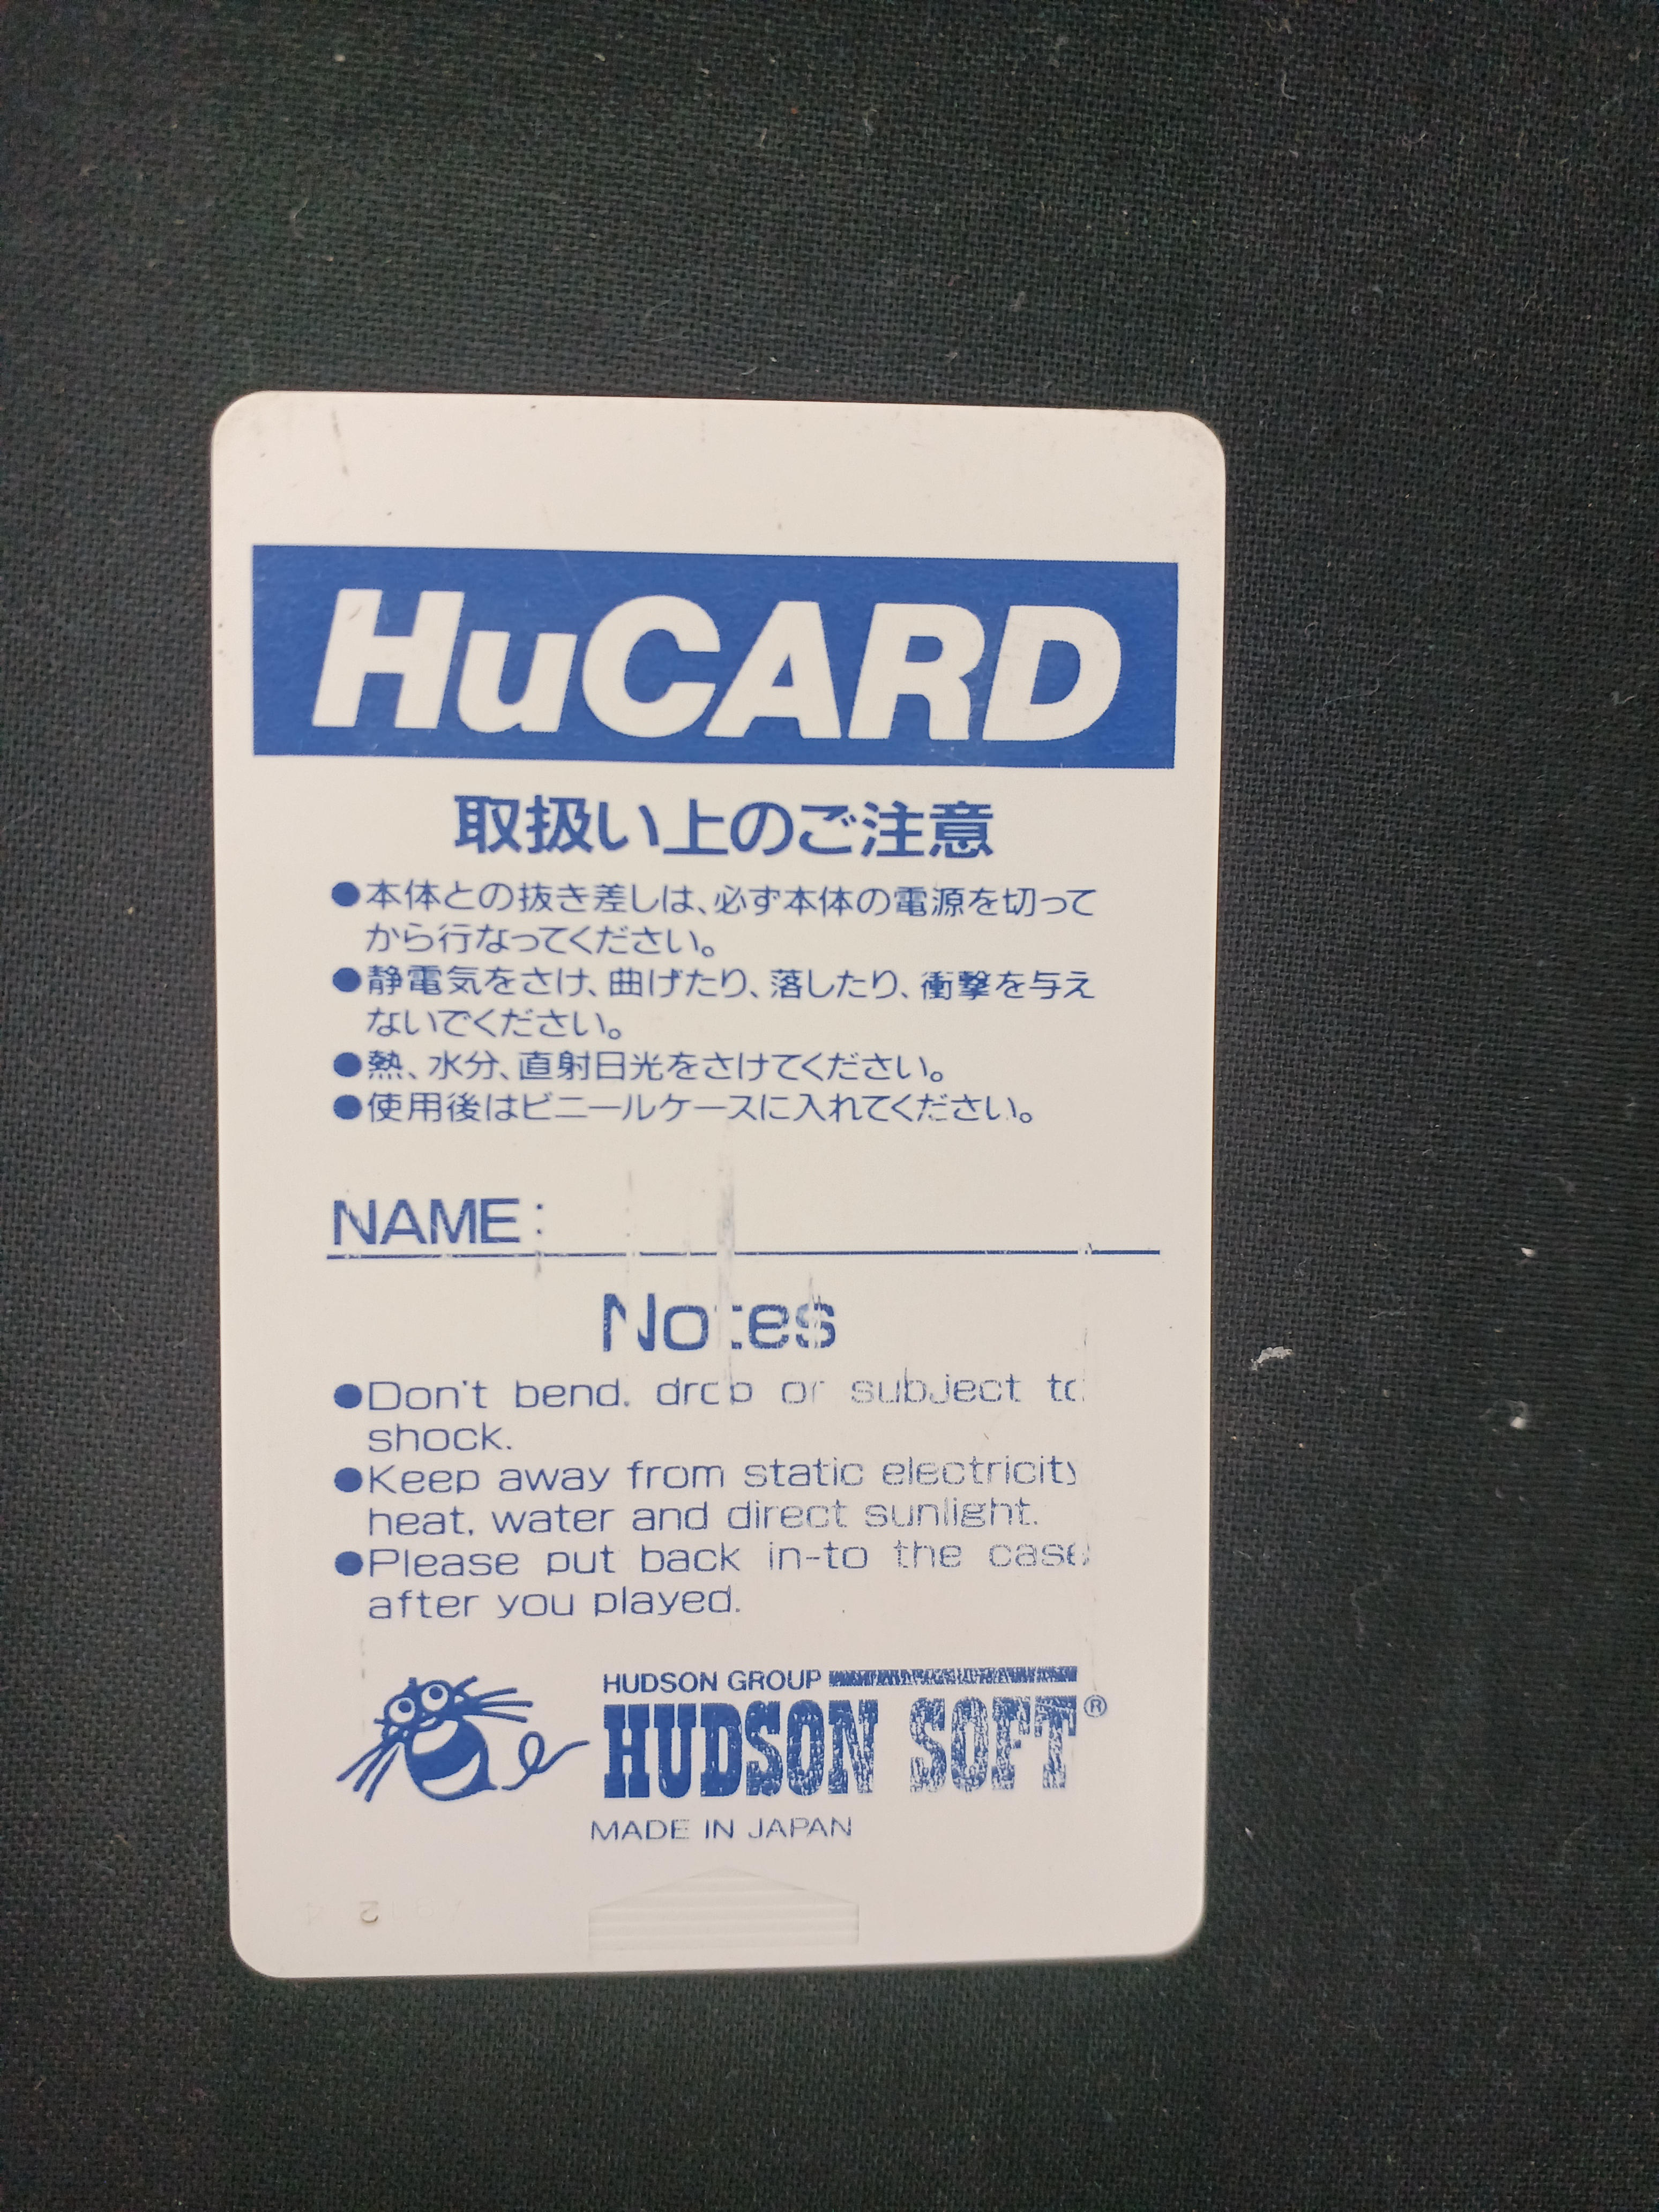 HuCARD
取扱い上のご注意
●本体との抜き差しは、必ず本体の電源を切って
から行なってください。
●静電気をさけ、曲げたり、落したり、衝撃を与え
ないでください。
●熱、水分、直射日光をさけてください。
●使用後はビニールケースに入れてください。
NAME:
Notes
●Don't bend, drop or subject to
shock.
●Keep away from static electricity
heat, water and direct sunlight.
●Please put back in-to the case
after you played.
HUDSON GROUP
HUDSON SOFT®
MADE IN JAPAN